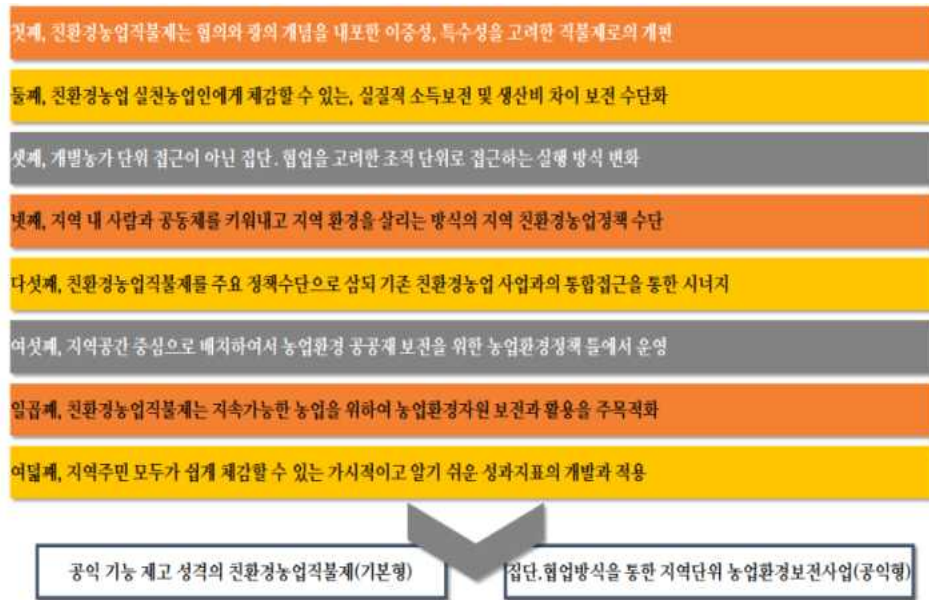 첫째, 친환경농업직불제는 협의와 광의 개념을 내포한 이중성, 특수성을 고려한 직불제로의 개편
둘째, 친환경농업 실천농업인에게 체감할 수 있는, 실질적 소득보전 및 생산비 차이 보전 수단화
셋째, 개별농가 단위 접근이 아닌 집단.협업을 고려한 조직 단위로 접근하는 실행 방식 변화
넷째, 지역 내 사람과 공동체를 키워내고 지역 환경을 살리는 방식의 지역 친환경농업정책 수단
다섯째, 친환경농업직불제를 주요 정책수단으로 삼되 기존 친환경농업 사업과의 통합접근을 통한 시너지
여섯째, 지역공간 중심으로 배치하여서 농업환경 공공재 보전을 위한 농업환경정책 틀에서 운영
일곱째, 친환경농업직불제는 지속가능한 농업을 위하여 농업환경자원 보전과 활용을 주목적화
여덟째, 지역주민 모두가 쉽게 체감할 수 있는 가시적이고 알기 쉬운 성과지표의 개발과 적용
공익 기능 제고 성격의 친환경농업직불제(기본형)
집단.협업방식을 통한 지역단위 농업환경보전사업(공익형)